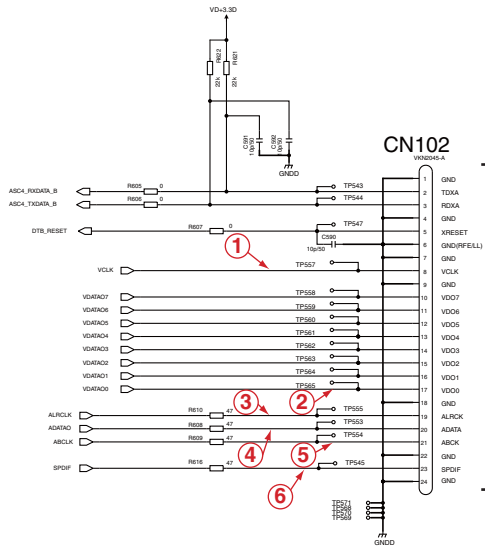 VD+3.3D
R622
R621
22k
22k
C591
10p/50
C592
10p/50
GNDD
CN102
VKN2045-A
1 GND
ASC4_RXDATA_B R605 0 TP543 2 TDXA
ASC4_TXDATA_B R606 0 TP544 3 RDXA
4 GND
DTB_RESET R607 0 TP547 5 XRESET
C590
10p/50
6 GND(RFE/LL)
1
7 GND
VCLK TP557 8 VCLK
9 GND
VDATAO7 TP558 10 VDO7
VDATAO6 TP559 11 VDO6
VDATAO5 TP560 12 VDO5
VDATAO4 TP561 13 VDO4
VDATAO3 TP562 14 VDO3
VDATAO2 TP563 15 VDO2
VDATAO1 TP564 16 VDO1
VDATAO0 TP565 17 VDO0
3 2
18 GND
ALRCLK R610 47 TP555 19 ALRCK
ADATAO R608 47 TP553 20 ADATA
ABCLK R609 47 TP554 21 ABCK
4 5
22 GND
SPDIF R616 47 TP545 23 SPDIF
6
24 GND
TP571
TP568
TP570
TP569
GNDD